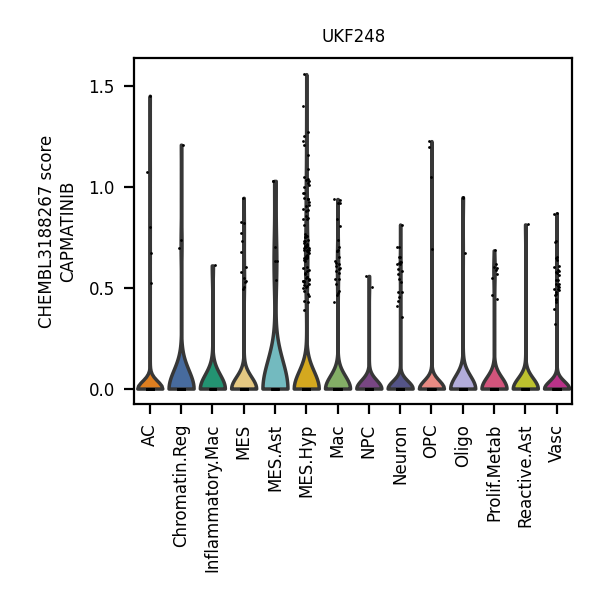 UKF248
CHEMBL3188267 score
CAPMATINIB
1.5
1.0
0.5
0.0
AC
Chromatin.Reg
Inflammatory.Mac
MES
MES.Ast
MES.Hyp
Mac
NPC
Neuron
OPC
Oligo
Prolif.Metab
Reactive.Ast
Vasc